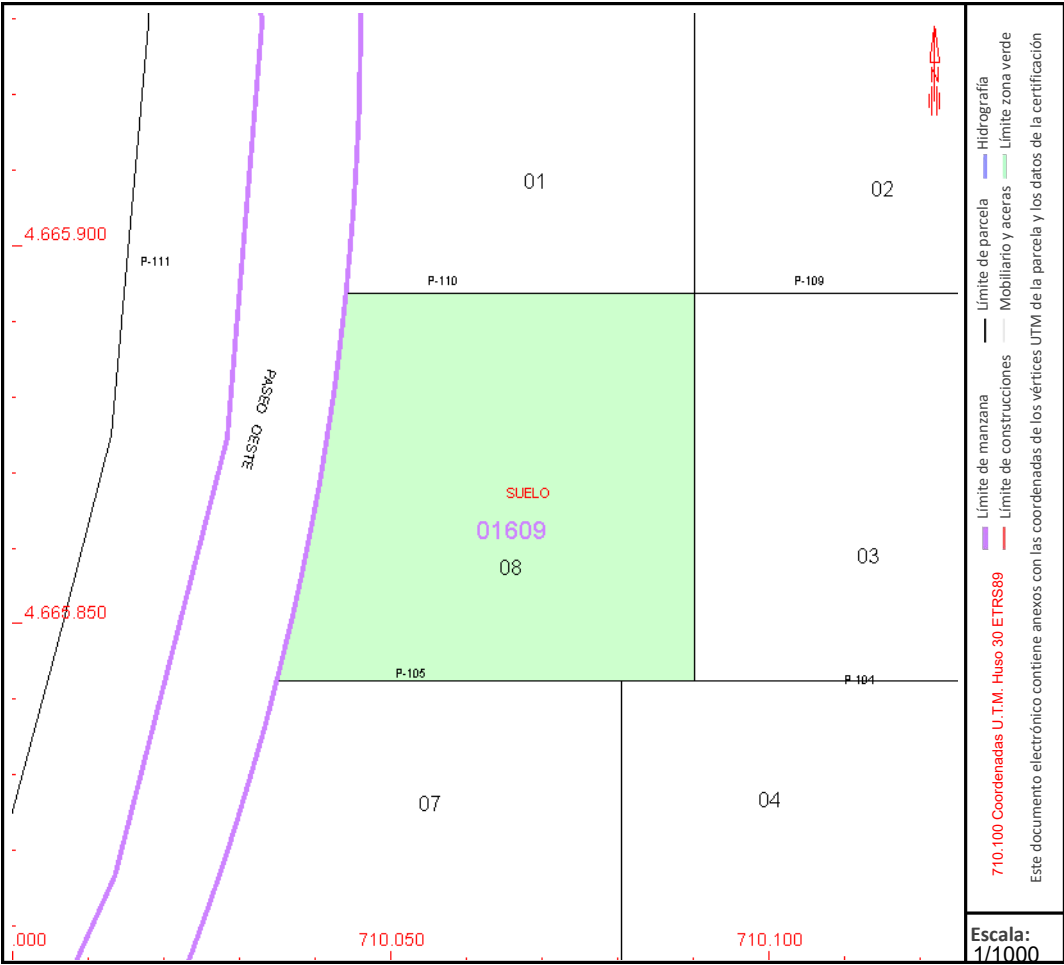 01
02
4.665.900
P-111
P-110
P-109
PASEO OESTE
SUELO
01609
08
03
4.665.850
P-105
P-104
07
04
.000
710.050
710.100
N
710.100 Coordenadas U.T.M. Huso 30 ETRS89
Límite de manzana
Límite de parcela
Hidrografía
Límite de construcciones
Mobiliario y aceras
Límite zona verde
Este documento electrónico contiene anexos con las coordenadas de los vértices UTM de la parcela y los datos de la certificación
Escala:
1/1000